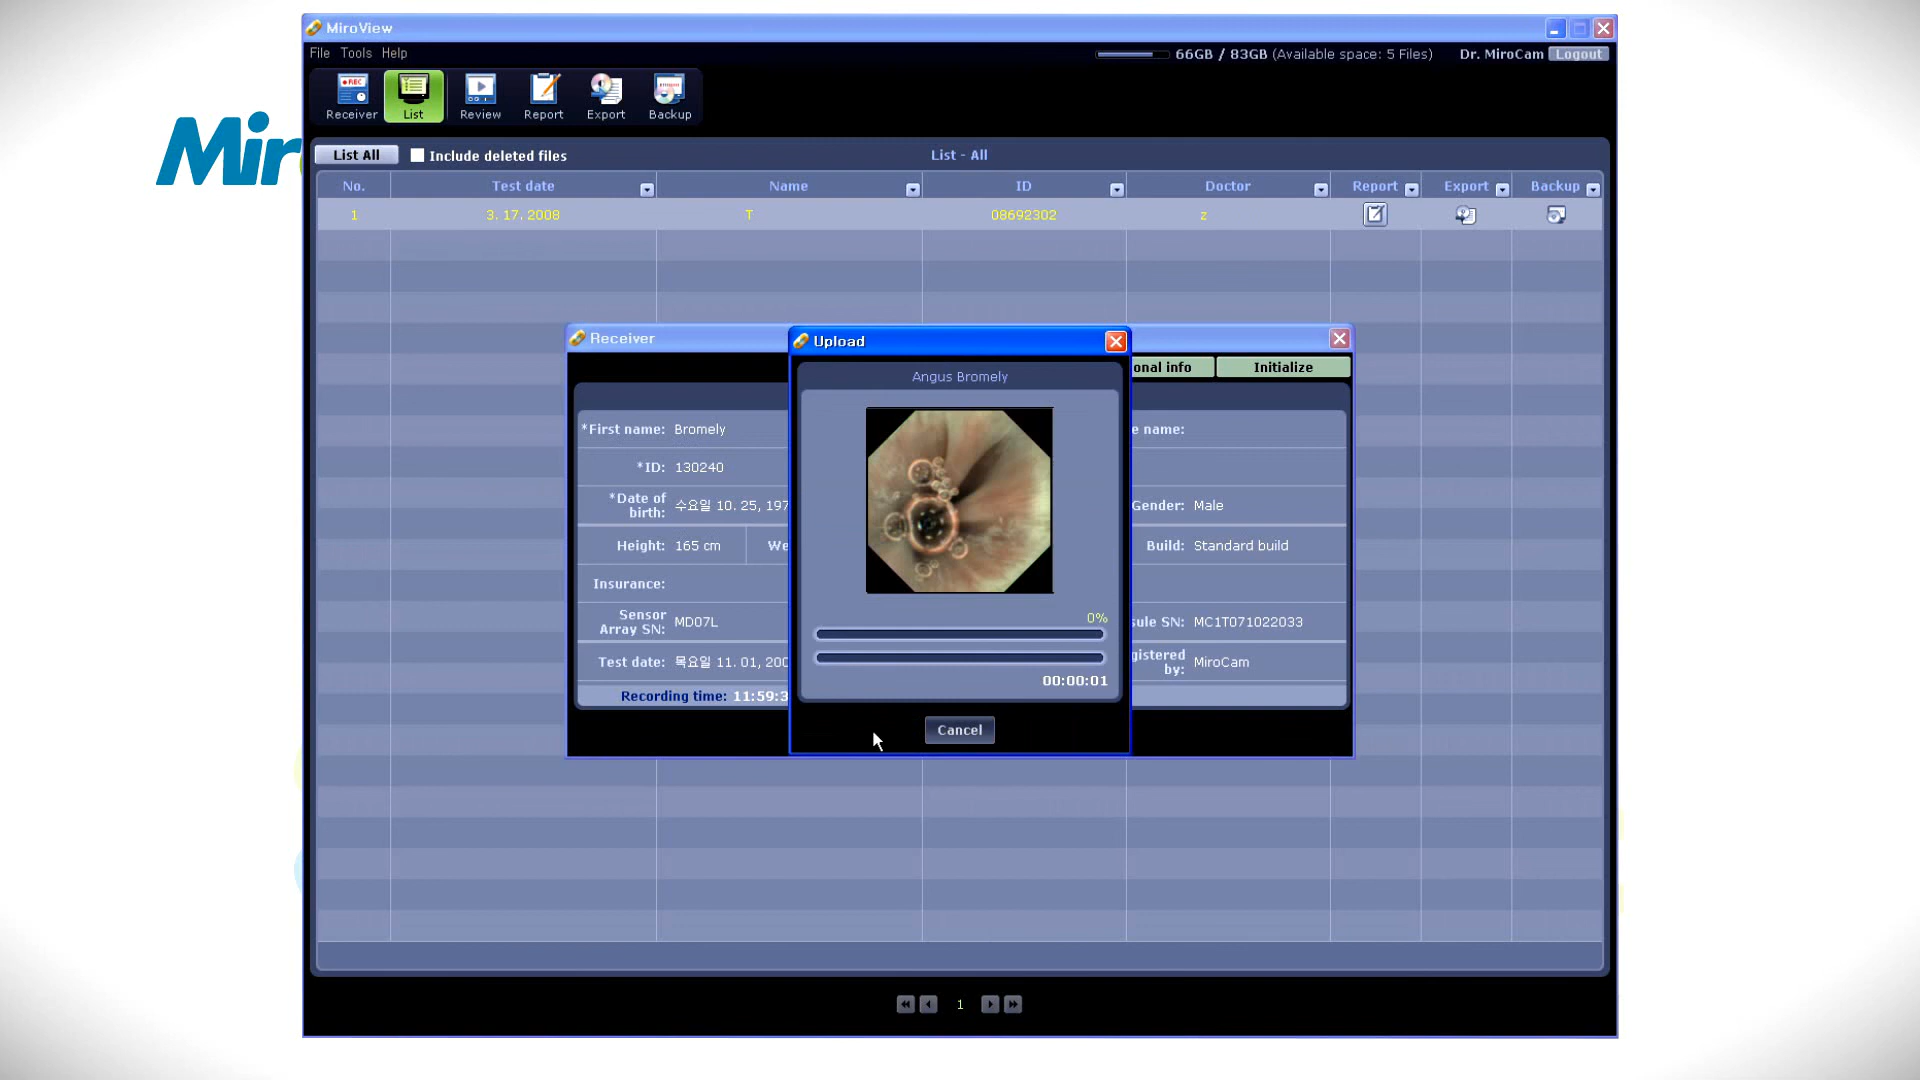 MiroView
File Tools Help
66GB / 83GB (Available space: 5 Files) Dr. MiroCam Logout
Receiver List Review Report Export Backup
Mir
List All Include deleted files List - All
No. Test date Name ID Doctor Report Export Backup
1 3. 17. 2008 T 08692302 z
Receiver
Upload
onal info Initialize
Angus Bromely
*First name: Bromely
e name:
*ID: 130240
*Date of birth: 수요일 10. 25, 197
Gender: Male
Height: 165 cm We
Build: Standard build
Insurance:
0%
Sensor Array SN: MD07L
sule SN: MC1T071022033
Test date: 목요일 11. 01, 200
gistered by: MiroCam
00:00:01
Recording time: 11:59:3
Cancel
1